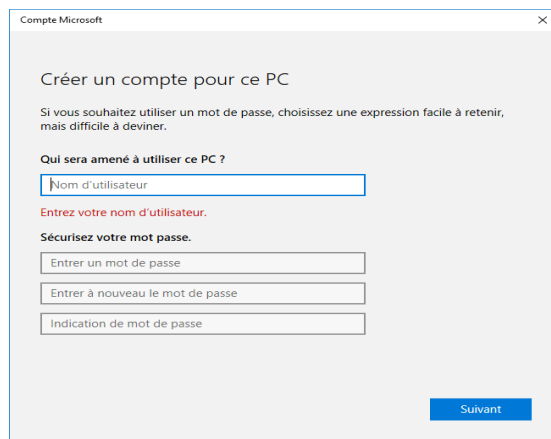 Compte Microsoft
Créer un compte pour ce PC
Si vous souhaitez utiliser un mot de passe, choisissez une expression facile à retenir,
mais difficile à deviner.
Qui sera amené à utiliser ce PC ?
Nom d'utilisateur
Entrez votre nom d'utilisateur.
Sécurisez votre mot passe.
Entrer un mot de passe
Entrer à nouveau le mot de passe
Indication de mot de passe
Suivant